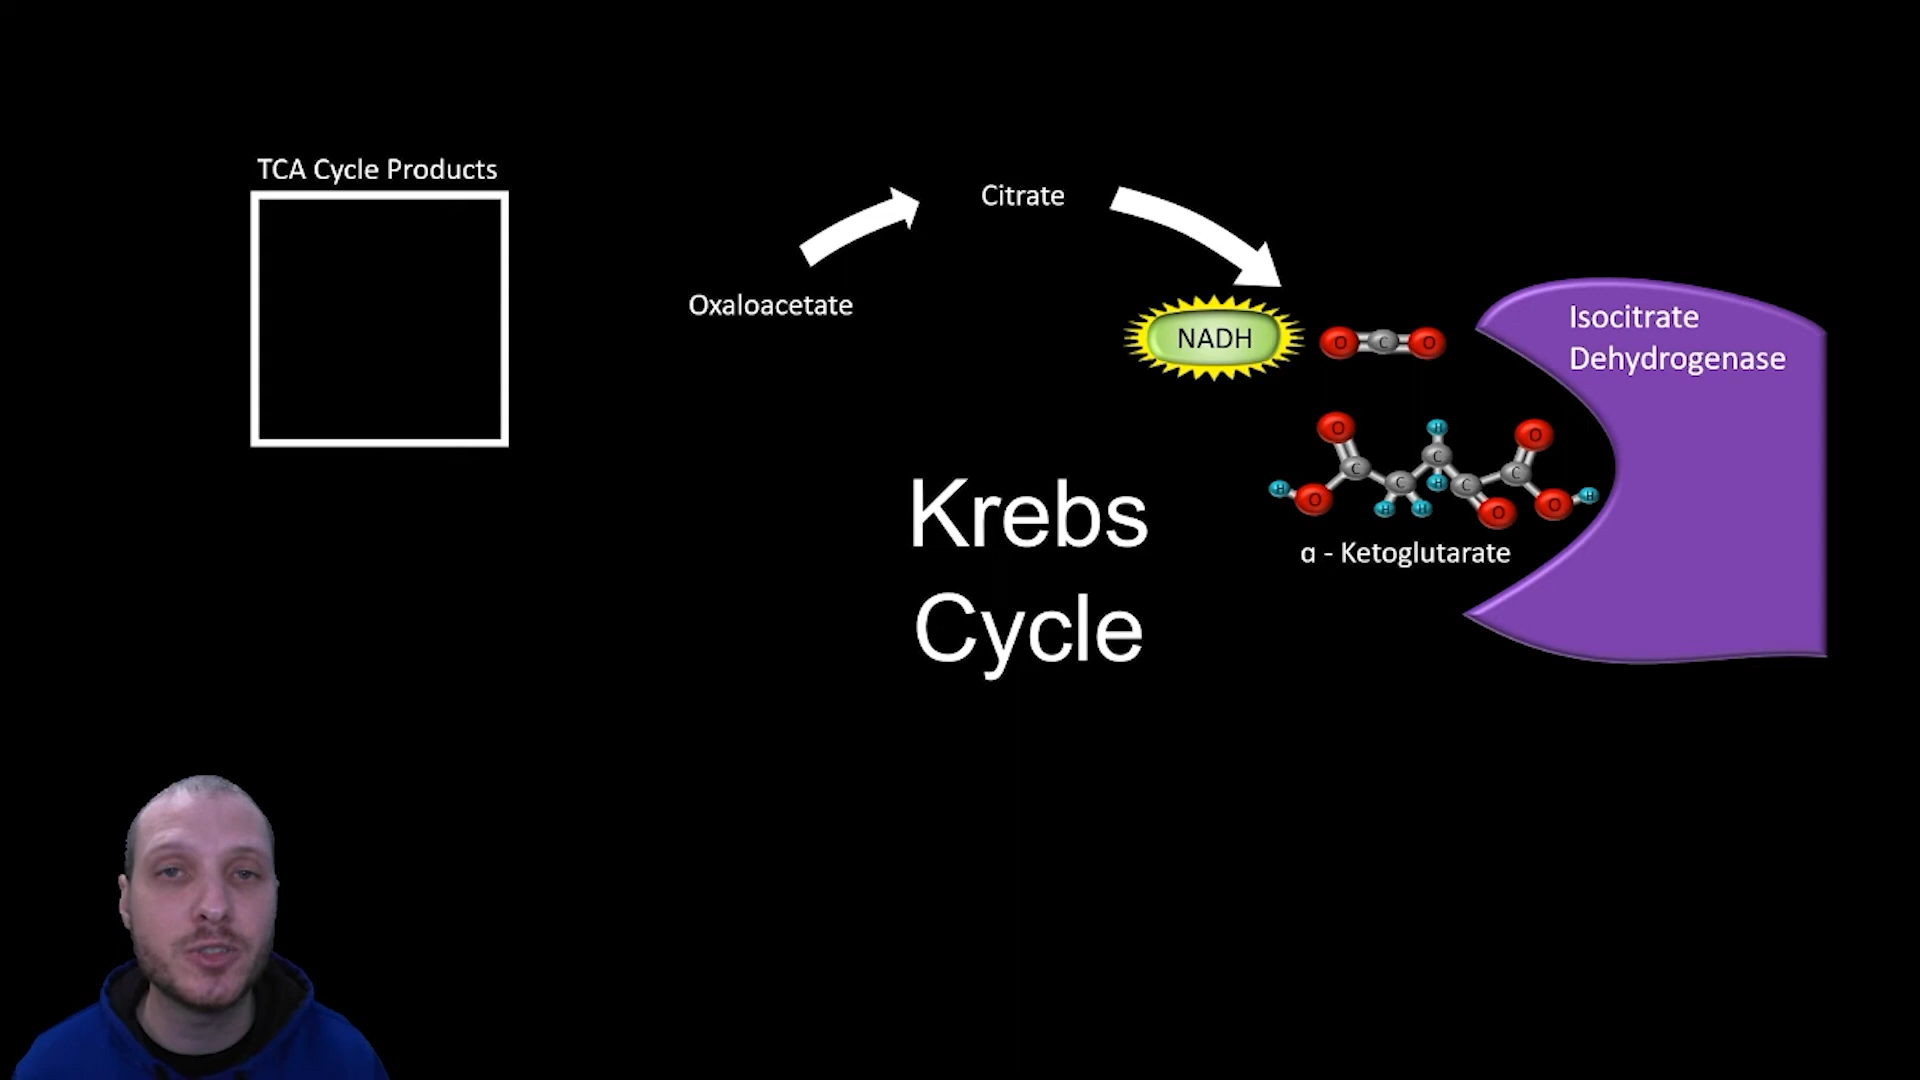 TCA Cycle Products
Citrate
Oxaloacetate
NADH
O C O
Isocitrate
Dehydrogenase
O H O
C C C
C C
H H O
O H H O H
α - Ketoglutarate
Krebs
Cycle